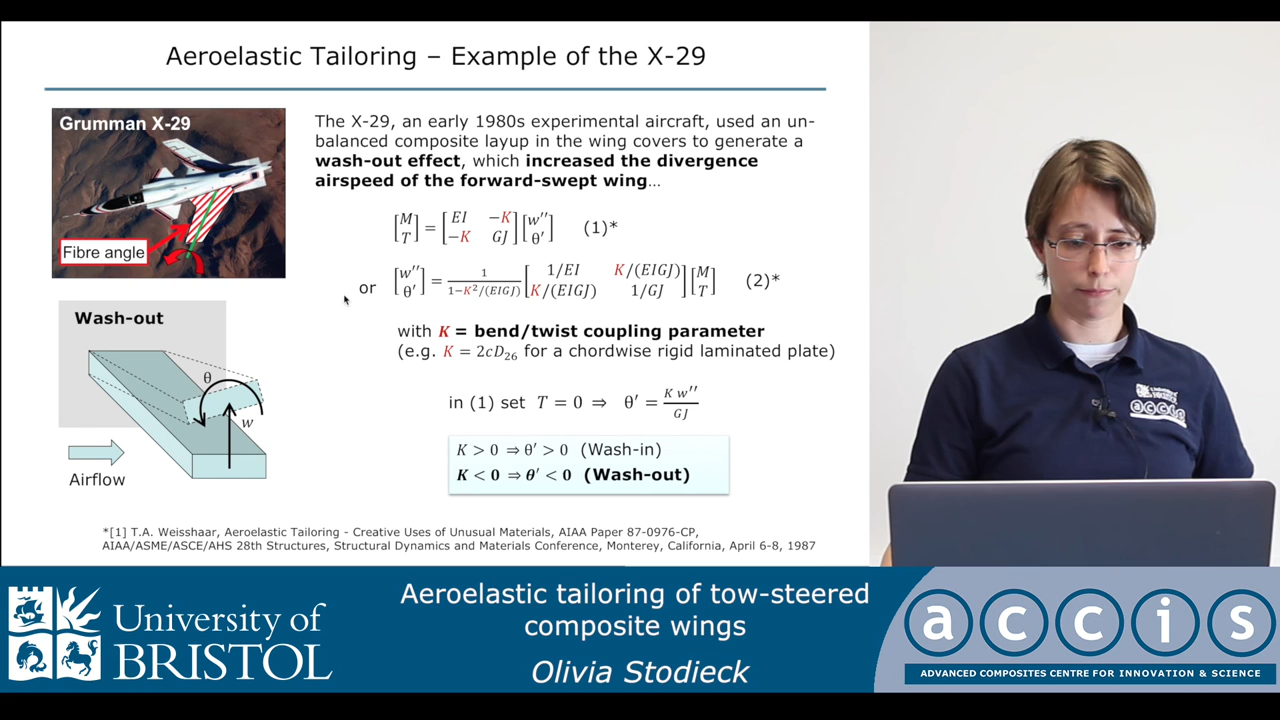 Aeroelastic Tailoring – Example of the X-29
Grumman X-29
Fibre angle
The X-29, an early 1980s experimental aircraft, used an un-
balanced composite layup in the wing covers to generate a
wash-out effect, which increased the divergence
airspeed of the forward-swept wing…
[M T] = [EI −K −K GJ] [w′′ θ′] (1)*
or [w′′ θ′] = 1/(1−K²/(EIGJ)) [1/EI K/(EIGJ) K/(EIGJ) 1/GJ] [M T] (2)*
with K = bend/twist coupling parameter
(e.g. K = 2cD₂₆ for a chordwise rigid laminated plate)
in (1) set T = 0 ⇒ θ′ = K w′′/GJ
K > 0 ⇒ θ′ > 0 (Wash-in)
K < 0 ⇒ θ′ < 0 (Wash-out)
Wash-out
θ
w
Airflow
*[1] T.A. Weisshaar, Aeroelastic Tailoring - Creative Uses of Unusual Materials, AIAA Paper 87-0976-CP,
AIAA/ASME/ASCE/AHS 28th Structures, Structural Dynamics and Materials Conference, Monterey, California, April 6-8, 1987
University of
BRISTOL
Aeroelastic tailoring of tow-steered
composite wings
Olivia Stodieck
accis
ADVANCED COMPOSITES CENTRE FOR INNOVATION & SCIENCE